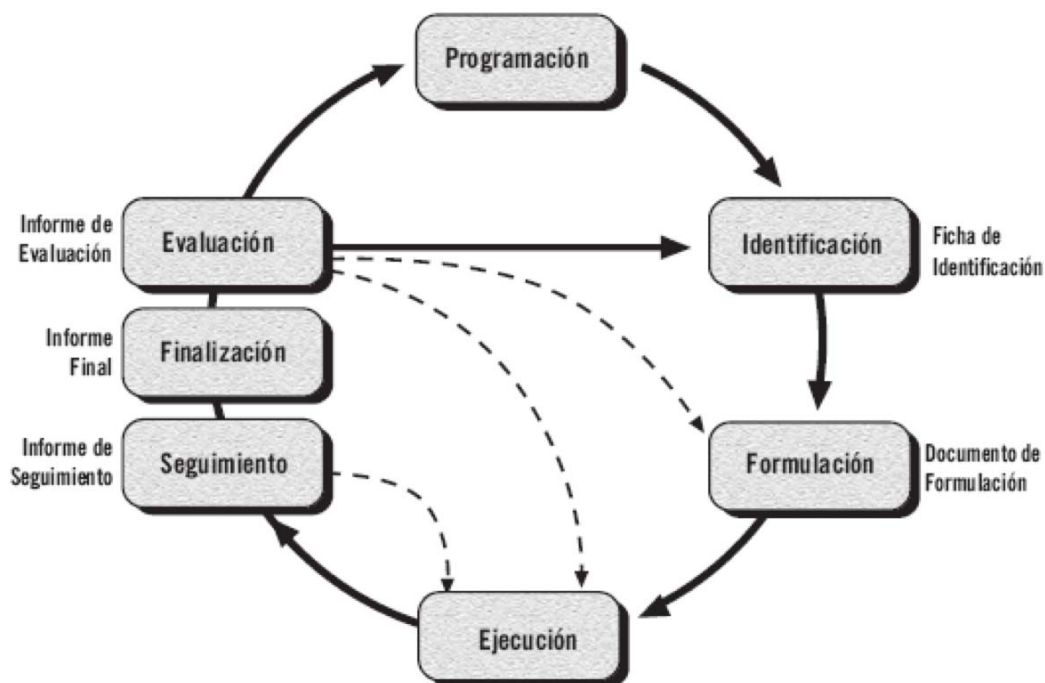 Programación
Informe de
Evaluación
Evaluación
Identificación
Ficha de
Identificación
Informe
Final
Finalización
Informe de
Seguimiento
Seguimiento
Formulación
Documento de
Formulación
Ejecución